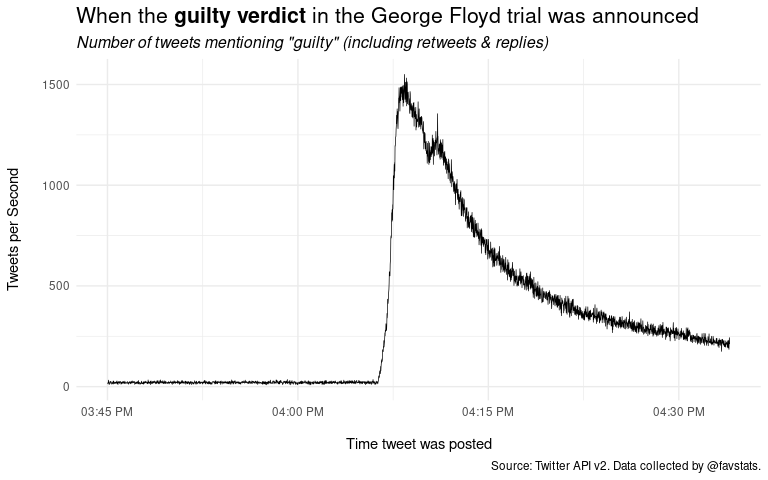 When the guilty verdict in the George Floyd trial was announced
Number of tweets mentioning "guilty" (including retweets & replies)
1500
1000
500
0
Tweets per Second
03:45 PM
04:00 PM
04:15 PM
04:30 PM
Time tweet was posted
Source: Twitter API v2. Data collected by @favstats.